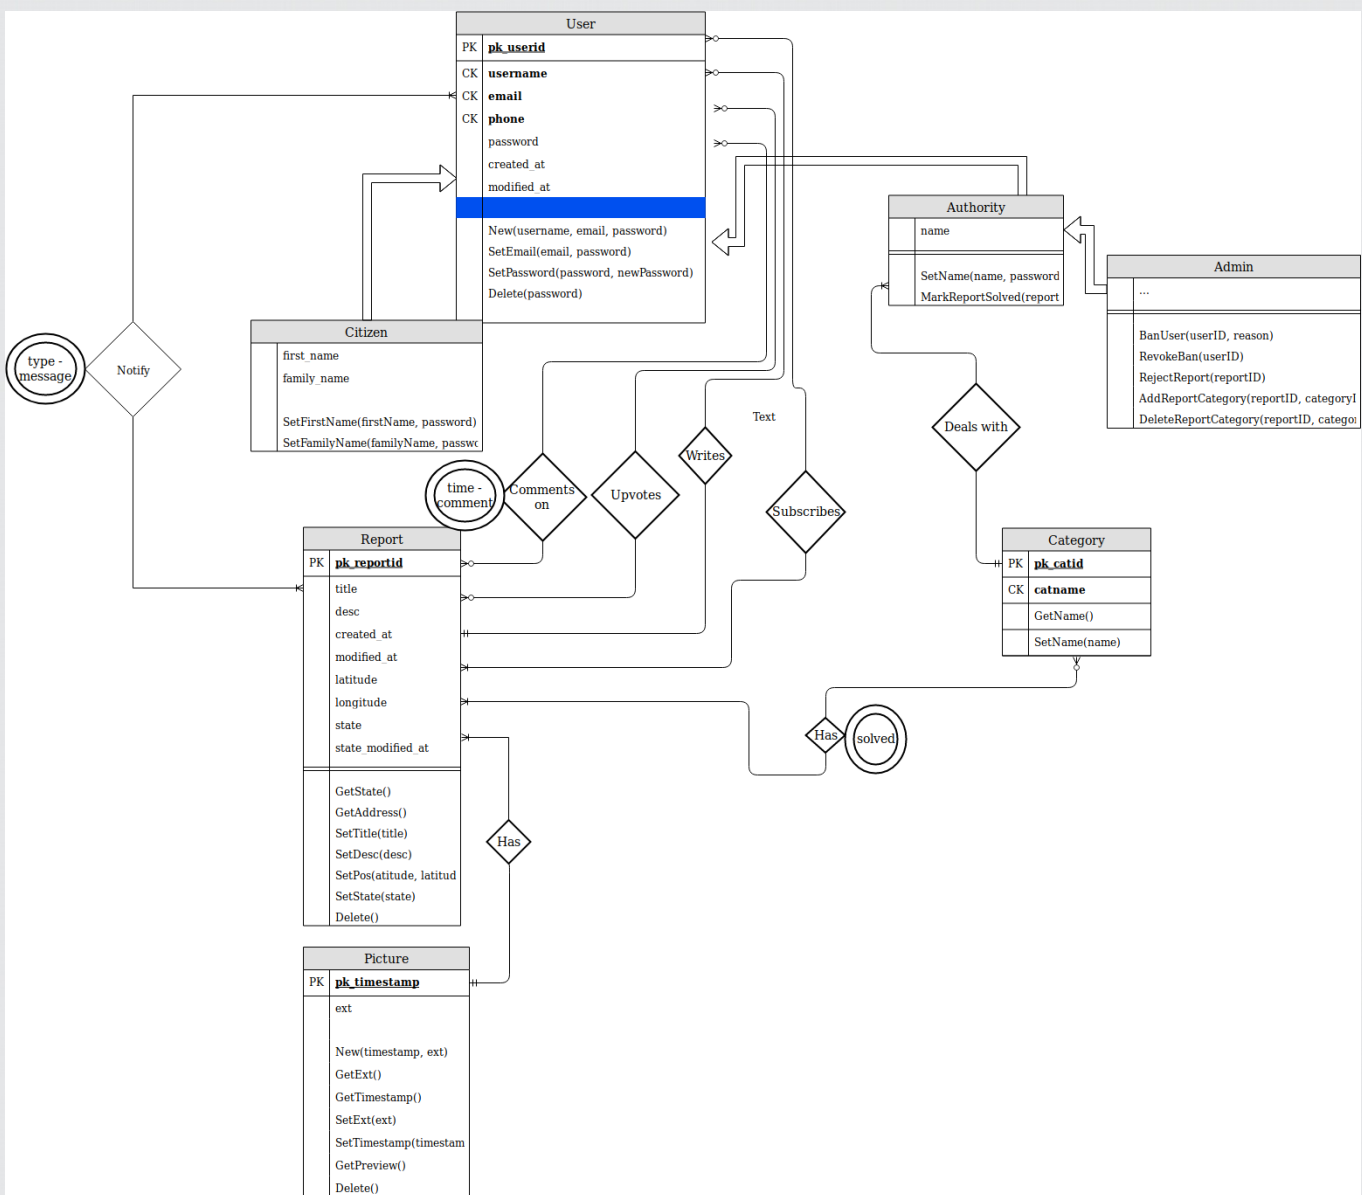 User
PK pk_userid
CK username
CK email
CK phone
password
created_at
modified_at
New(username, email, password)
SetEmail(email, password)
SetPassword(password, newPassword)
Delete(password)
Authority
name
SetName(name, password
MarkReportSolved(report
Admin
...
BanUser(userID, reason)
RevokeBan(userID)
RejectReport(reportID)
AddReportCategory(reportID, categoryI
DeleteReportCategory(reportID, catego
Citizen
first_name
family_name
SetFirstName(firstName, password)
SetFamilyName(familyName, passwo
type -
message
Notify
Text
Deals with
Writes
time -
comment
Comments
on
Upvotes
Subscribes
Report
PK pk_reportid
title
desc
created_at
modified_at
latitude
longitude
state
state_modified_at
GetState()
GetAddress()
SetTitle(title)
SetDesc(desc)
SetPos(atitude, latitud
SetState(state)
Delete()
Category
PK pk_catid
CK catname
GetName()
SetName(name)
Has
solved
Has
Picture
PK pk_timestamp
ext
New(timestamp, ext)
GetExt()
GetTimestamp()
SetExt(ext)
SetTimestamp(timestam
GetPreview()
Delete()